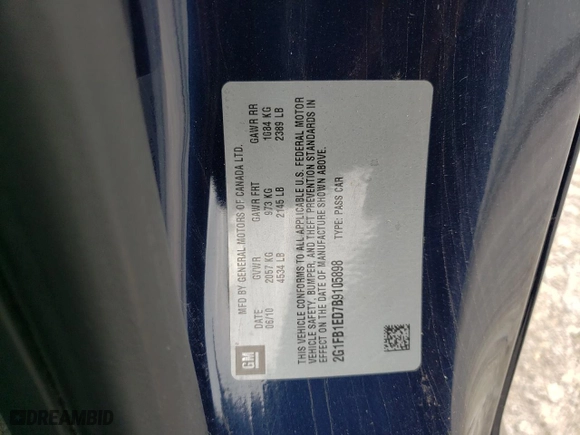 MFD BY GENERAL MOTORS OF CANADA LTD.
DATE GVWR GAWR FRT GAWR RR
06/10 2057 KG 973 KG 1084 KG
4534 LB 2145 LB 2389 LB
THIS VEHICLE CONFORMS TO ALL APPLICABLE U.S. FEDERAL MOTOR
VEHICLE SAFETY, BUMPER, AND THEFT PREVENTION STANDARDS IN
EFFECT ON THE DATE OF MANUFACTURE SHOWN ABOVE.
2G1FB1ED7B9105898 TYPE: PASS CAR
GM
DREAMBID